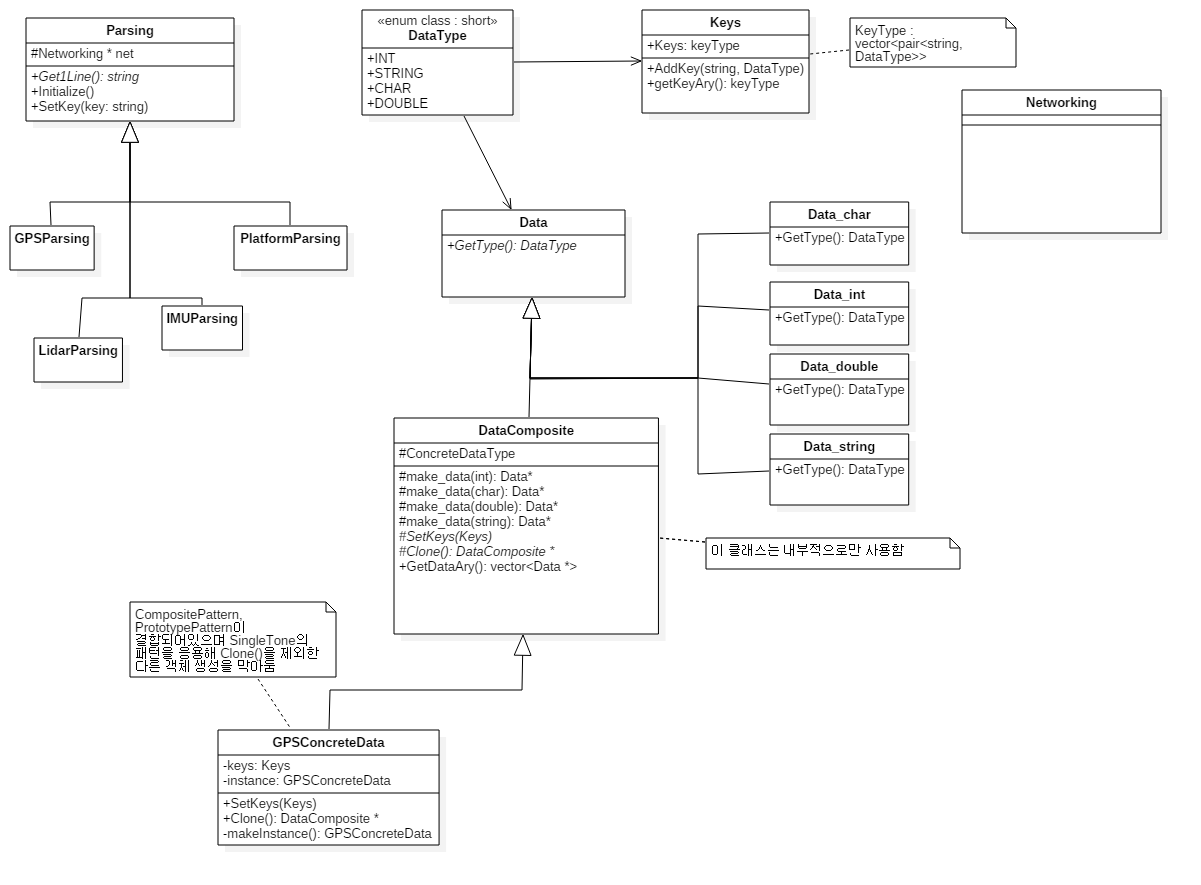 Parsing
#Networking * net
+Get1Line(): string
+Initialize()
+SetKey(key: string)
«enum class : short»
DataType
+INT
+STRING
+CHAR
+DOUBLE
Keys
+Keys: keyType
+AddKey(string, DataType)
+getKeyAry(): keyType
KeyType :
vector<pair<string,
DataType>>
Networking
GPSParsing
PlatformParsing
LidarParsing
IMUParsing
Data
+GetType(): DataType
Data_char
+GetType(): DataType
Data_int
+GetType(): DataType
Data_double
+GetType(): DataType
Data_string
+GetType(): DataType
DataComposite
#ConcreteDataType
#make_data(int): Data*
#make_data(char): Data*
#make_data(double): Data*
#make_data(string): Data*
#SetKeys(Keys)
#Clone(): DataComposite *
+GetDataAry(): vector<Data *>
이 클래스는 내부적으로만 사용함
CompositePattern,
PrototypePattern이
결합되어있으며 SingleTone의
패턴을 응용해 Clone()을 제외한
다른 객체 생성을 막아둠
GPSConcreteData
-keys: Keys
-instance: GPSConcreteData
+SetKeys(Keys)
+Clone(): DataComposite *
-makeInstance(): GPSConcreteData